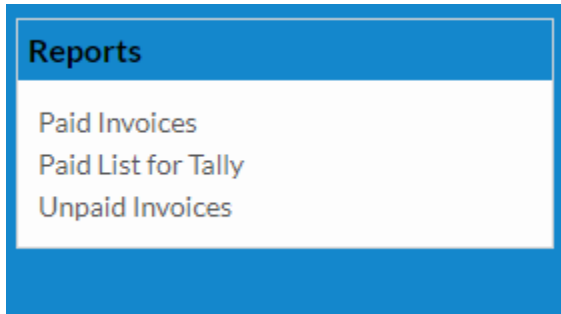 Reports
Paid Invoices
Paid List for Tally
Unpaid Invoices